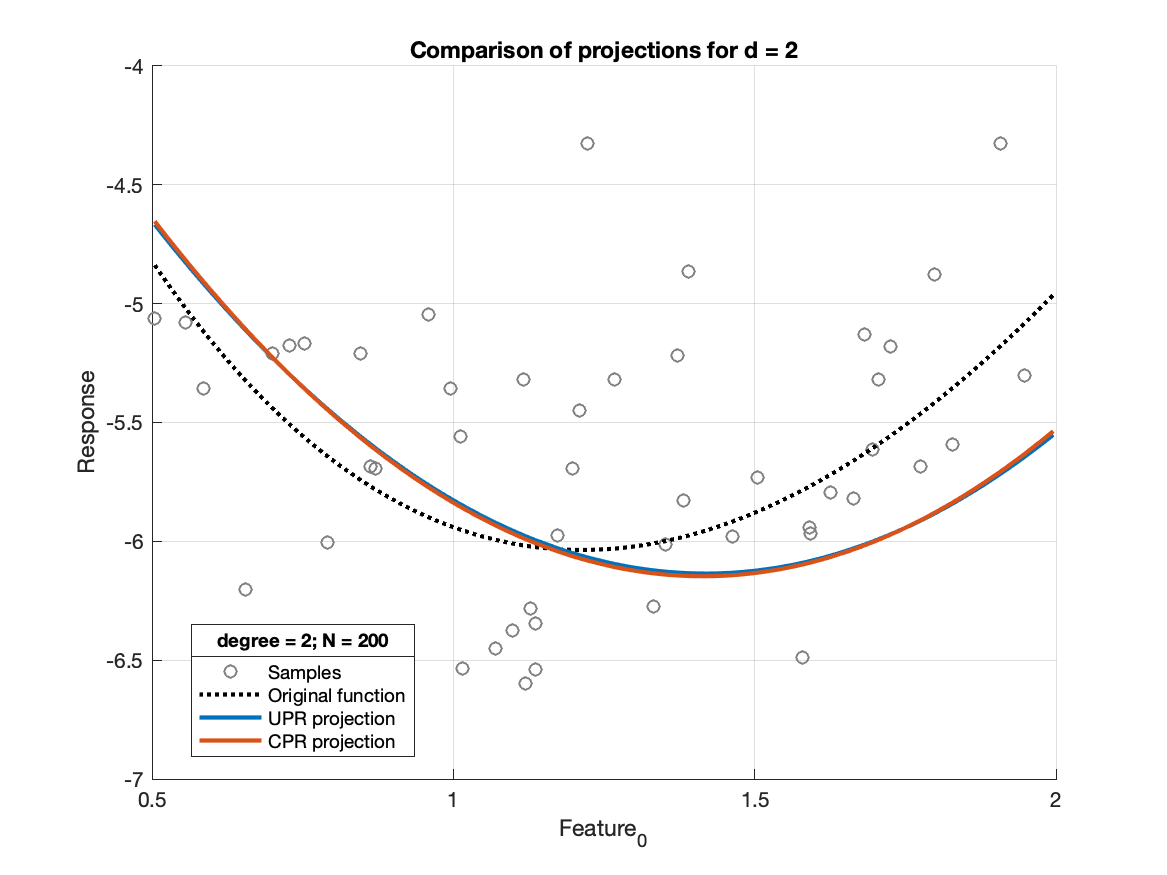 Comparison of projections for d = 2
-4
-4.5
-5
-5.5
-6
-6.5
-7
Response
degree = 2; N = 200
Samples
Original function
UPR projection
CPR projection
0.5
1
1.5
2
Feature0